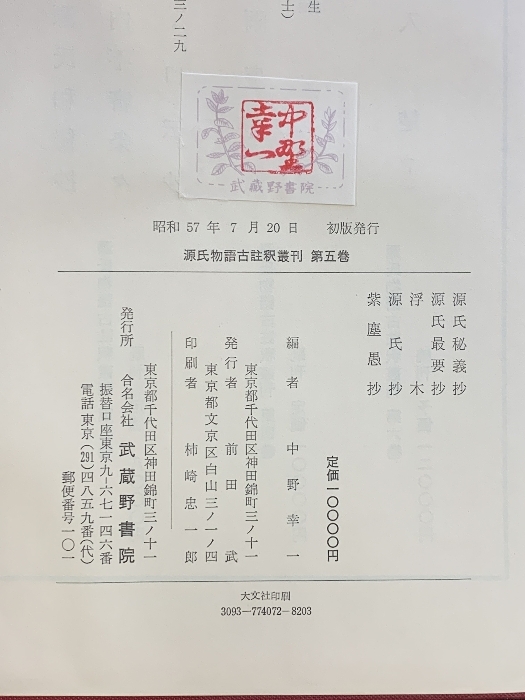 生
士)
三ノ二九
中野
幸一
武蔵野書院
昭和 57 年 7 月 20 日 初版発行
源氏物語古註釈叢刊 第五巻
源氏秘義抄
源氏最要抄
浮木
源氏抄
紫塵愚抄
定価一〇〇〇〇円
編者 中野幸一
東京都千代田区神田錦町三ノ十一
発行者 前田武
東京都文京区白山三ノ一ノ四
印刷者 柿崎忠一郎
東京都千代田区神田錦町三ノ十一
発行所 合名会社 武蔵野書院
振替口座東京九-六七一四六番
電話東京(291)四八五九番(代)
郵便番号一〇一
大文社印刷
3093-774072-8203